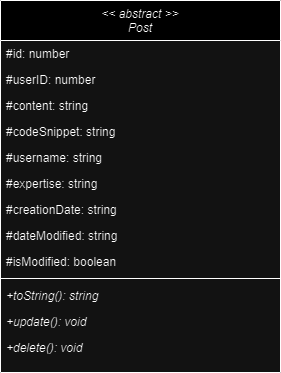 << abstract >>
Post
#id: number
#userID: number
#content: string
#codeSnippet: string
#username: string
#expertise: string
#creationDate: string
#dateModified: string
#isModified: boolean
+toString(): string
+update(): void
+delete(): void